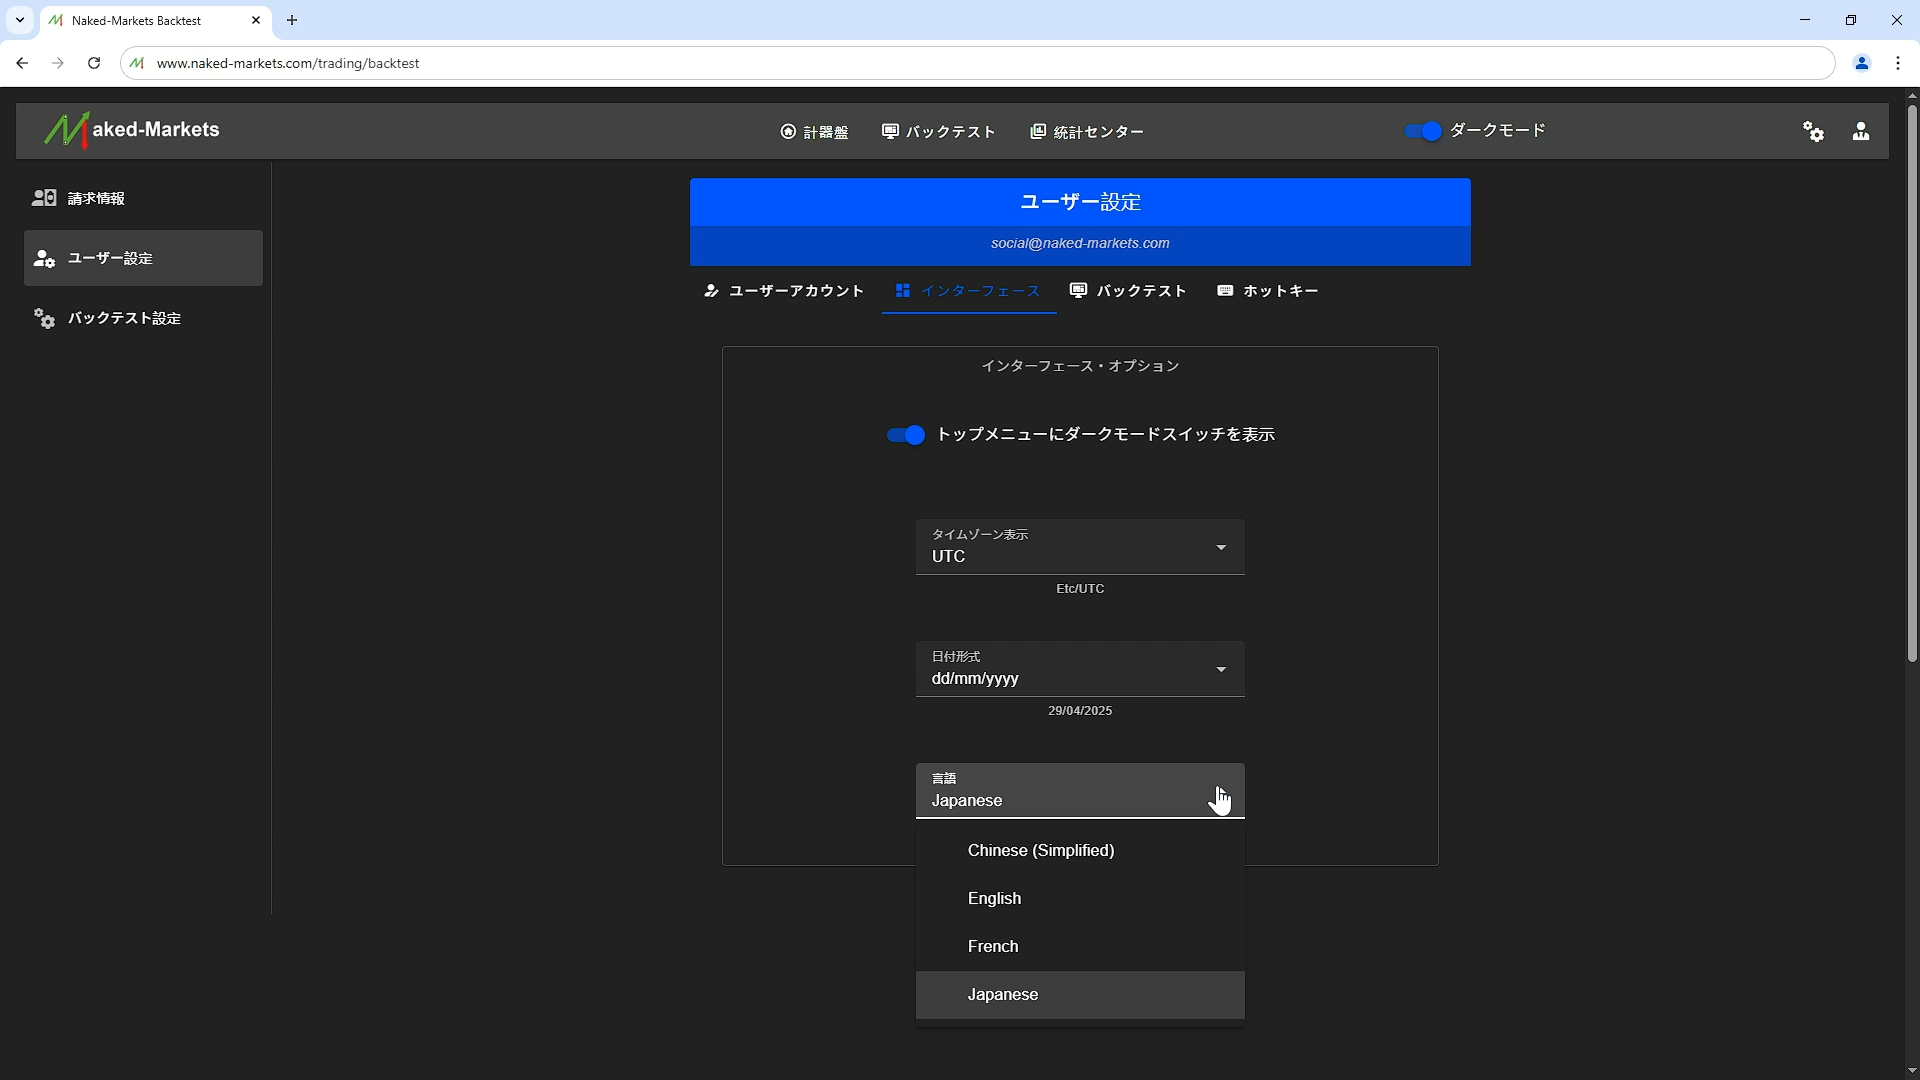 Naked-Markets Backtest
www.naked-markets.com/trading/backtest
aked-Markets
計器盤
バックテスト
統計センター
ダークモード
請求情報
ユーザー設定
バックテスト設定
ユーザー設定
social@naked-markets.com
ユーザーアカウント
インターフェース
バックテスト
ホットキー
インターフェース・オプション
トップメニューにダークモードスイッチを表示
タイムゾーン表示
UTC
Etc/UTC
日付形式
dd/mm/yyyy
29/04/2025
言語
Japanese
Chinese (Simplified)
English
French
Japanese